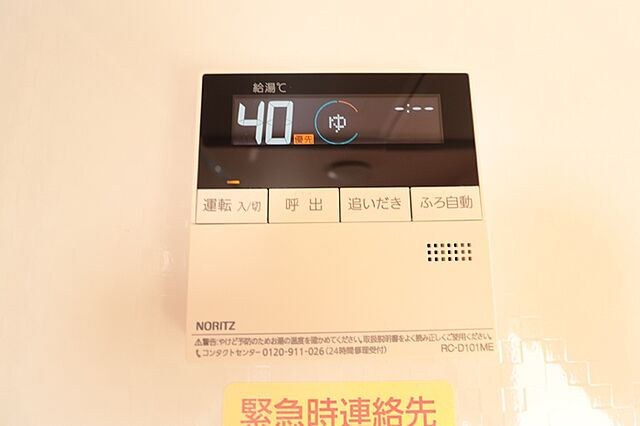 給湯℃
40 優先 ゆ --:--
運転 入/切 呼出 追いだき ふろ自動
NORITZ
⚠警告:やけど予防のためお湯の温度を確かめてください。取扱説明書をよく読み正しくご使用ください。
コンタクトセンター 0120-911-026 (24時間修理受付) RC-D101ME
緊急時連絡先